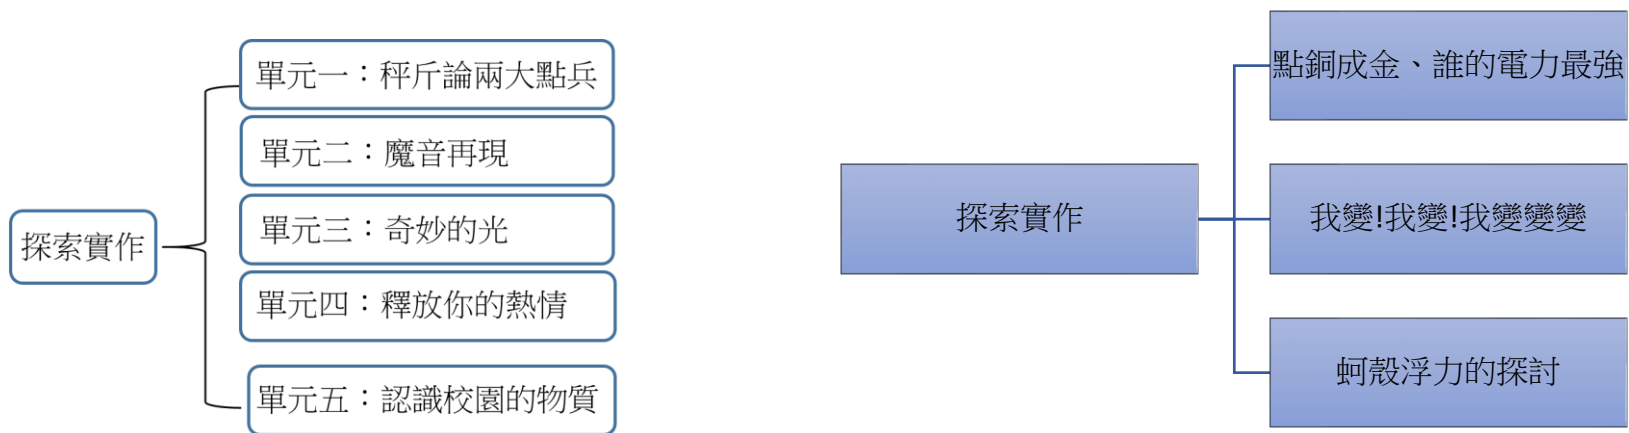 探索實作
單元一：秤斤論兩大點兵
單元二：魔音再現
單元三：奇妙的光
單元四：釋放你的熱情
單元五：認識校園的物質
探索實作
點銅成金、誰的電力最強
我變!我變!我變變變
蚵殼浮力的探討